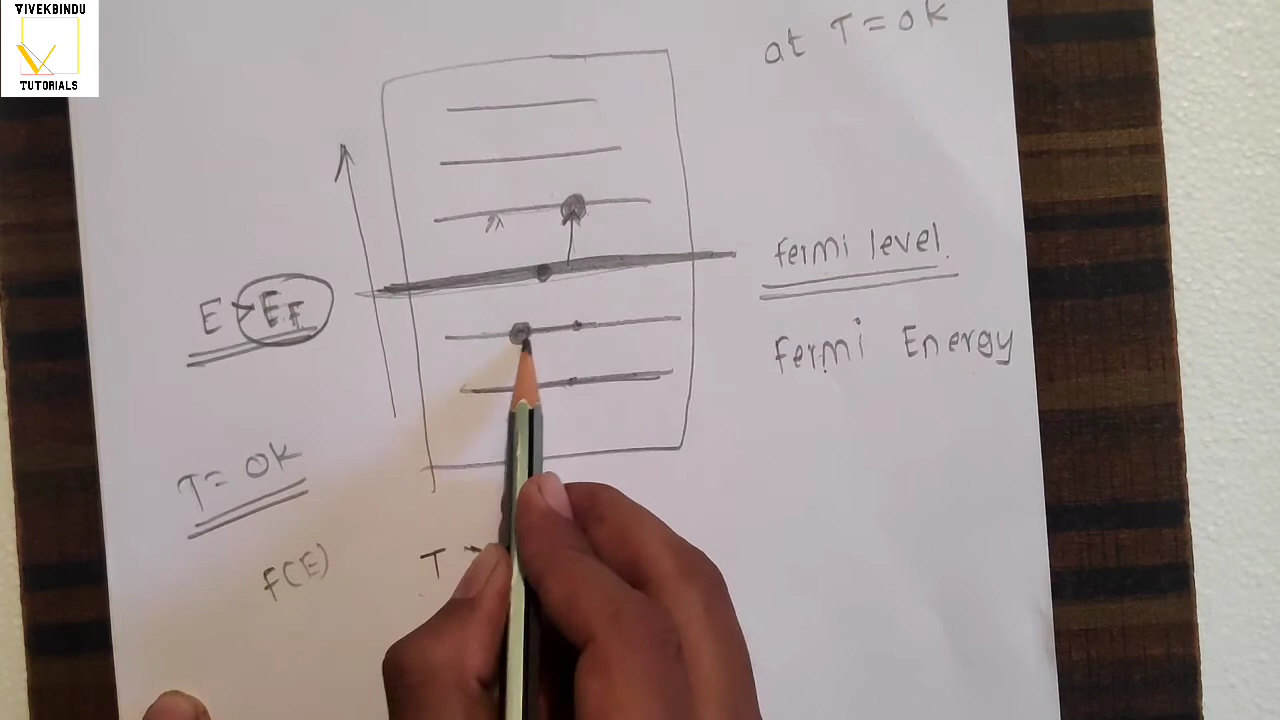 VIVEKBINDU
TUTORIALS
at T=0K
fermi level.
E > EF
Fermi Energy
T=0K
F(E)
T >